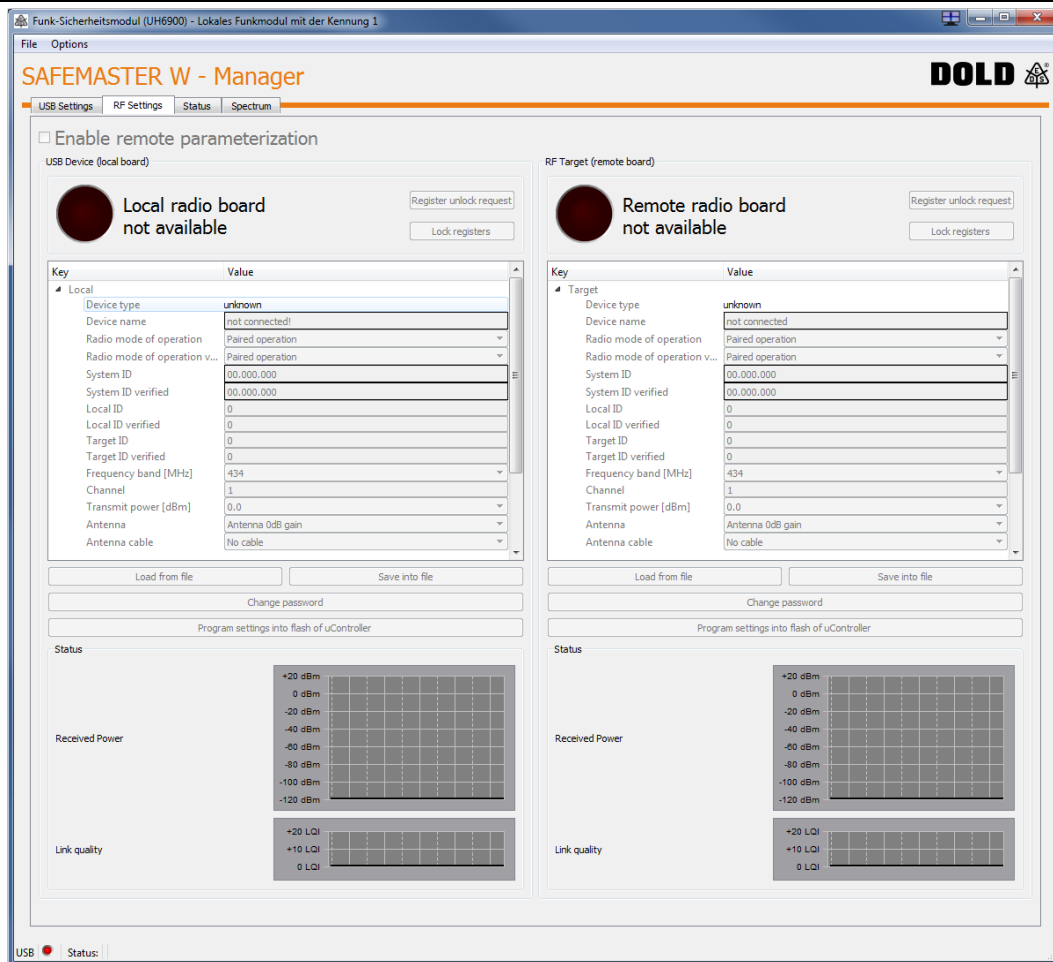 Funk-Sicherheitsmodul (UH6900) - Lokales Funkmodul mit der Kennung 1
File Options
SAFEMASTER W - Manager
DOLD
USB Settings RF Settings Status Spectrum
Enable remote parameterization
USB Device (local board)
Local radio board
not available
Register unlock request
Lock registers
Key Value
Local
Device type unknown
Device name not connected!
Radio mode of operation Paired operation
Radio mode of operation v... Paired operation
System ID 00.000.000
System ID verified 00.000.000
Local ID 0
Local ID verified 0
Target ID 0
Target ID verified 0
Frequency band [MHz] 434
Channel 1
Transmit power [dBm] 0.0
Antenna Antenna 0dB gain
Antenna cable No cable
Load from file Save into file
Change password
Program settings into flash of uController
Status
Received Power
+20 dBm
0 dBm
-20 dBm
-40 dBm
-60 dBm
-80 dBm
-100 dBm
-120 dBm
Link quality
+20 LQI
+10 LQI
0 LQI
RF Target (remote board)
Remote radio board
not available
Register unlock request
Lock registers
Key Value
Target
Device type unknown
Device name not connected
Radio mode of operation Paired operation
Radio mode of operation v... Paired operation
System ID 00.000.000
System ID verified 00.000.000
Local ID 0
Local ID verified 0
Target ID 0
Target ID verified 0
Frequency band [MHz] 434
Channel 1
Transmit power [dBm] 0.0
Antenna Antenna 0dB gain
Antenna cable No cable
Load from file Save into file
Change password
Program settings into flash of uController
Status
Received Power
+20 dBm
0 dBm
-20 dBm
-40 dBm
-60 dBm
-80 dBm
-100 dBm
-120 dBm
Link quality
+20 LQI
+10 LQI
0 LQI
USB Status: